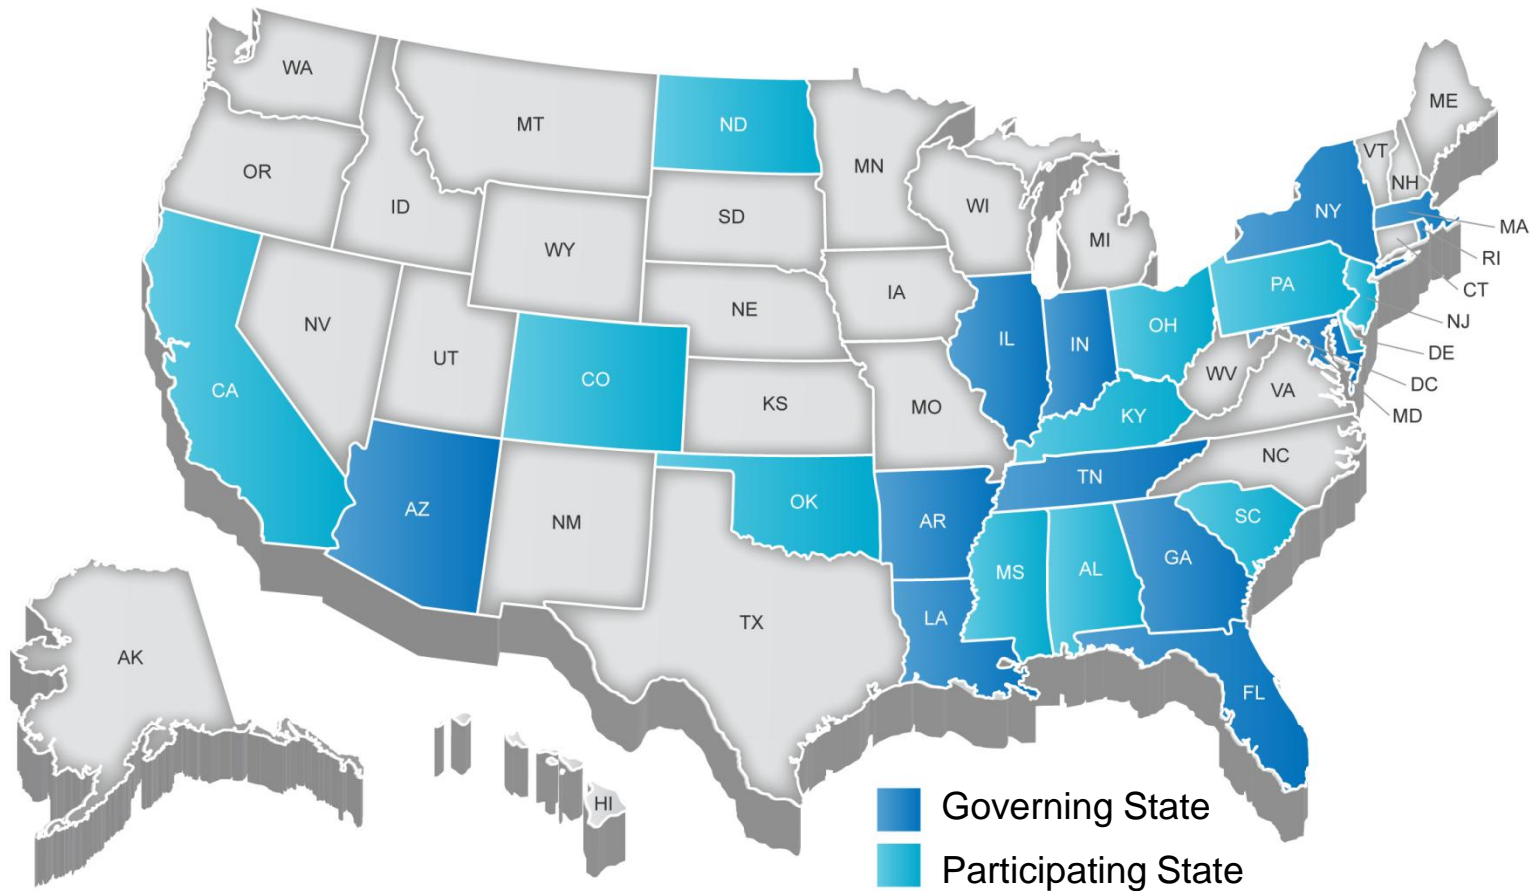 WA
MT
ND
MN
ME
OR
ID
SD
WI
MI
VT
NH
NY
MA
WY
RI
IA
NE
PA
CT
NV
UT
IL
IN
OH
NJ
CA
CO
KS
MO
WV
VA
DE
DC
KY
MD
AZ
NM
OK
AR
TN
NC
SC
MS
AL
GA
TX
LA
AK
FL
HI
Governing State
Participating State